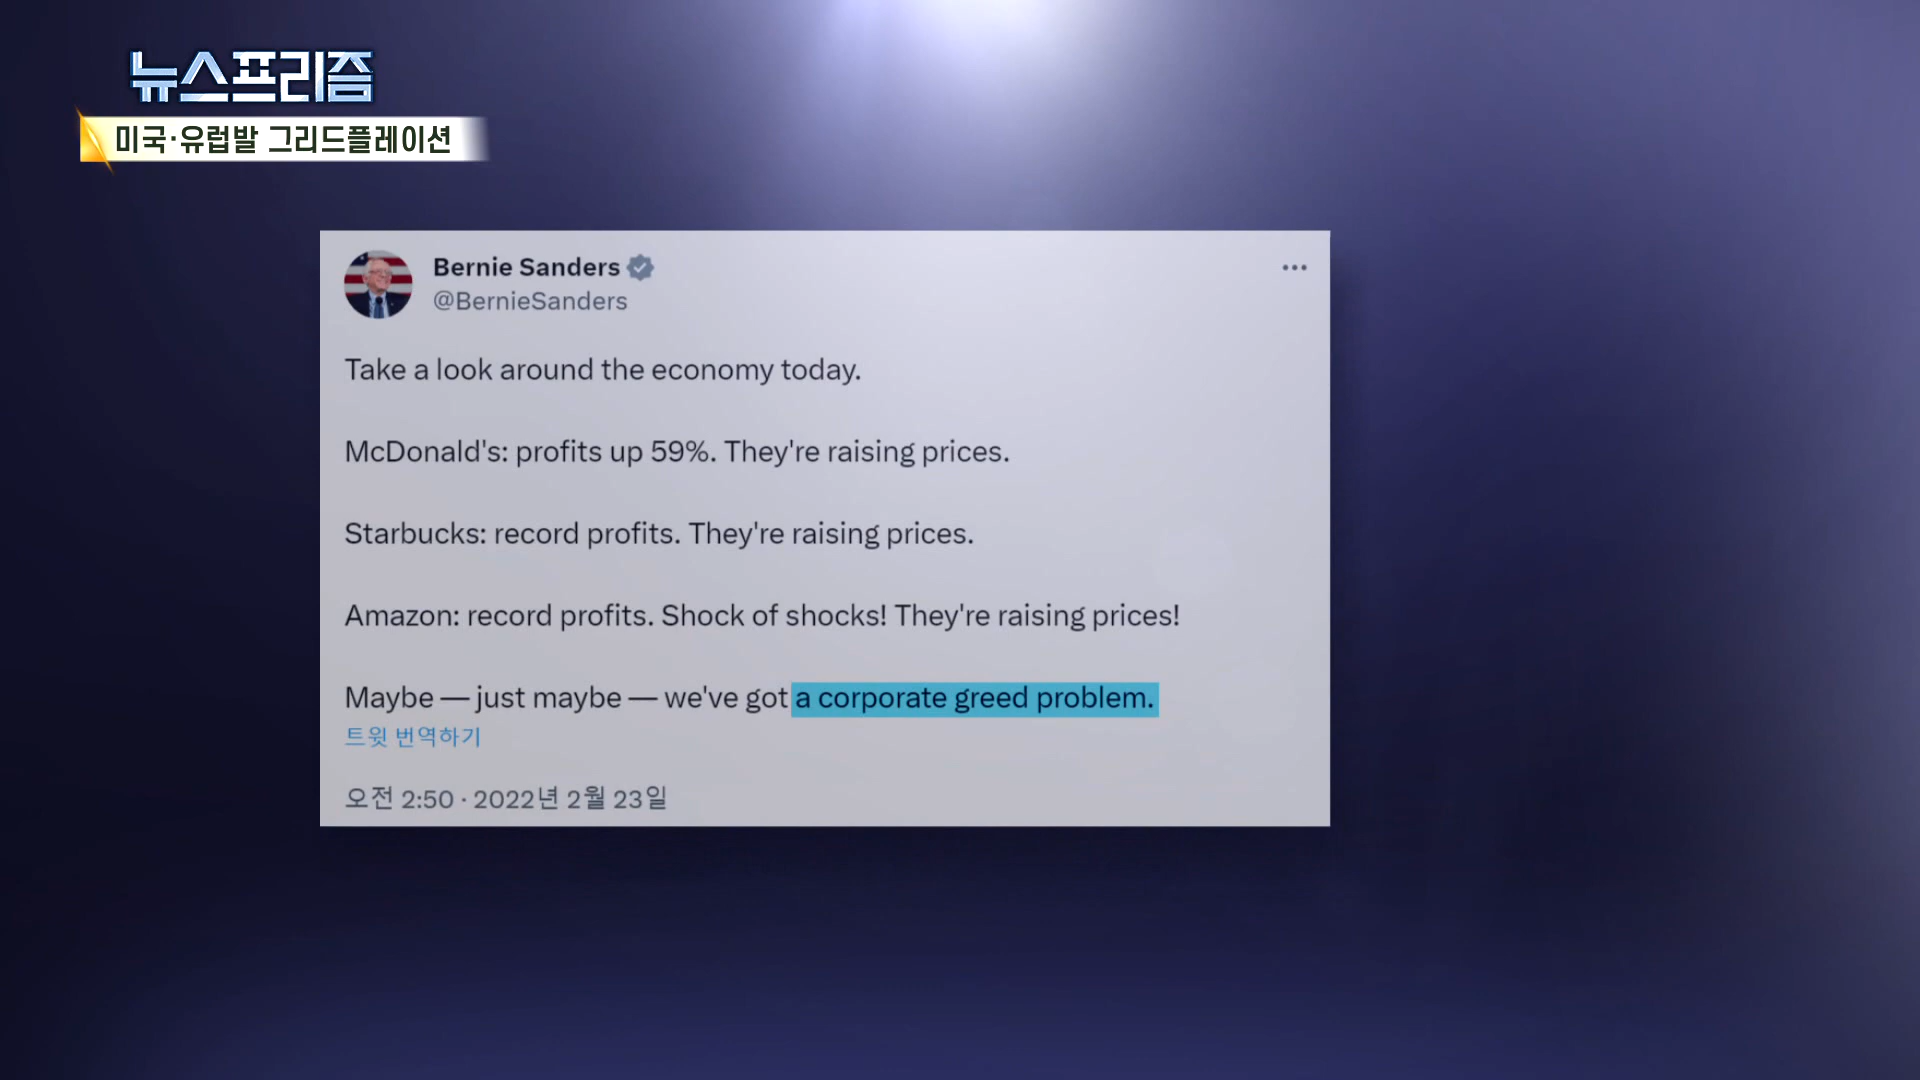 뉴스프리즘
미국·유럽발 그리드플레이션
Bernie Sanders
@BernieSanders
Take a look around the economy today.
McDonald's: profits up 59%. They're raising prices.
Starbucks: record profits. They're raising prices.
Amazon: record profits. Shock of shocks! They're raising prices!
Maybe — just maybe — we've got a corporate greed problem.
트윗 번역하기
오전 2:50 · 2022년 2월 23일